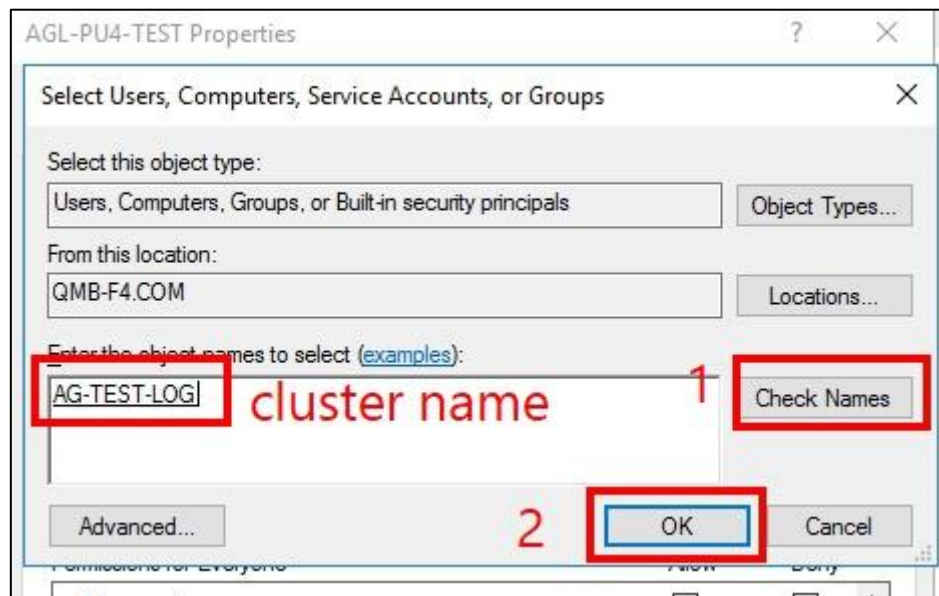 AGL-PU4-TEST Properties ? ×
Select Users, Computers, Service Accounts, or Groups ×
Select this object type:
Users, Computers, Groups, or Built-in security principals
Object Types...
From this location:
QMB-F4.COM
Locations...
Enter the object names to select (examples):
AG-TEST-LOG
cluster name
1
Check Names
Advanced...
2
OK
Cancel
Permissions for Everyone Allow Deny